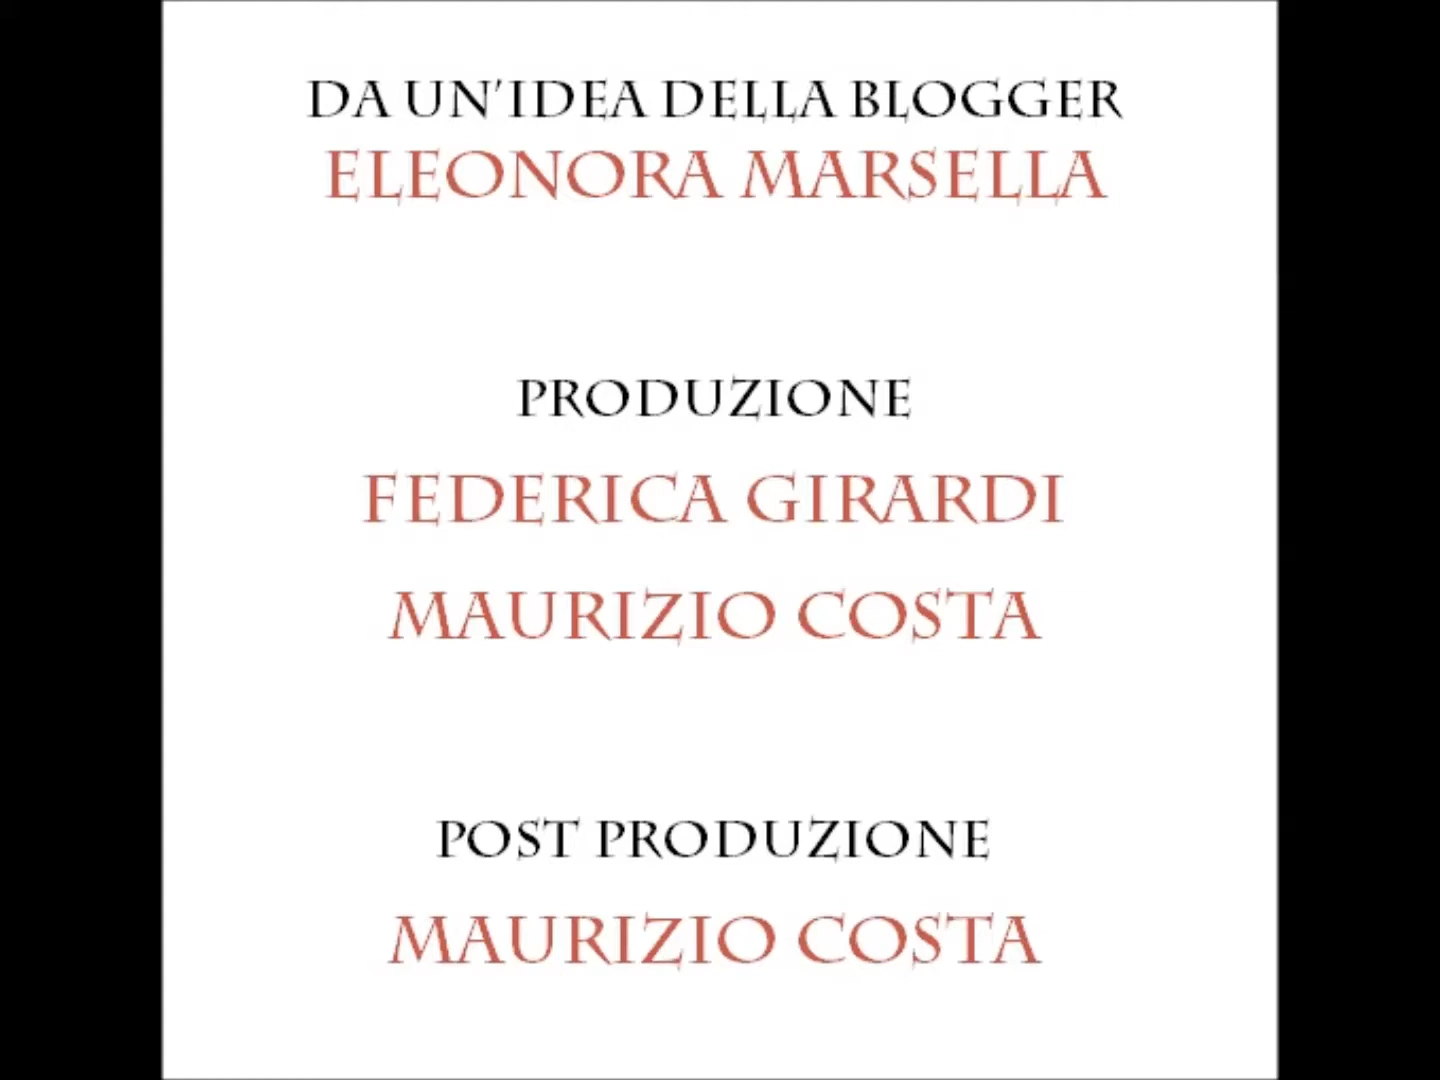 DA UN'IDEA DELLA BLOGGER
ELEONORA MARSELLA
PRODUZIONE
FEDERICA GIRARDI
MAURIZIO COSTA
POST PRODUZIONE
MAURIZIO COSTA